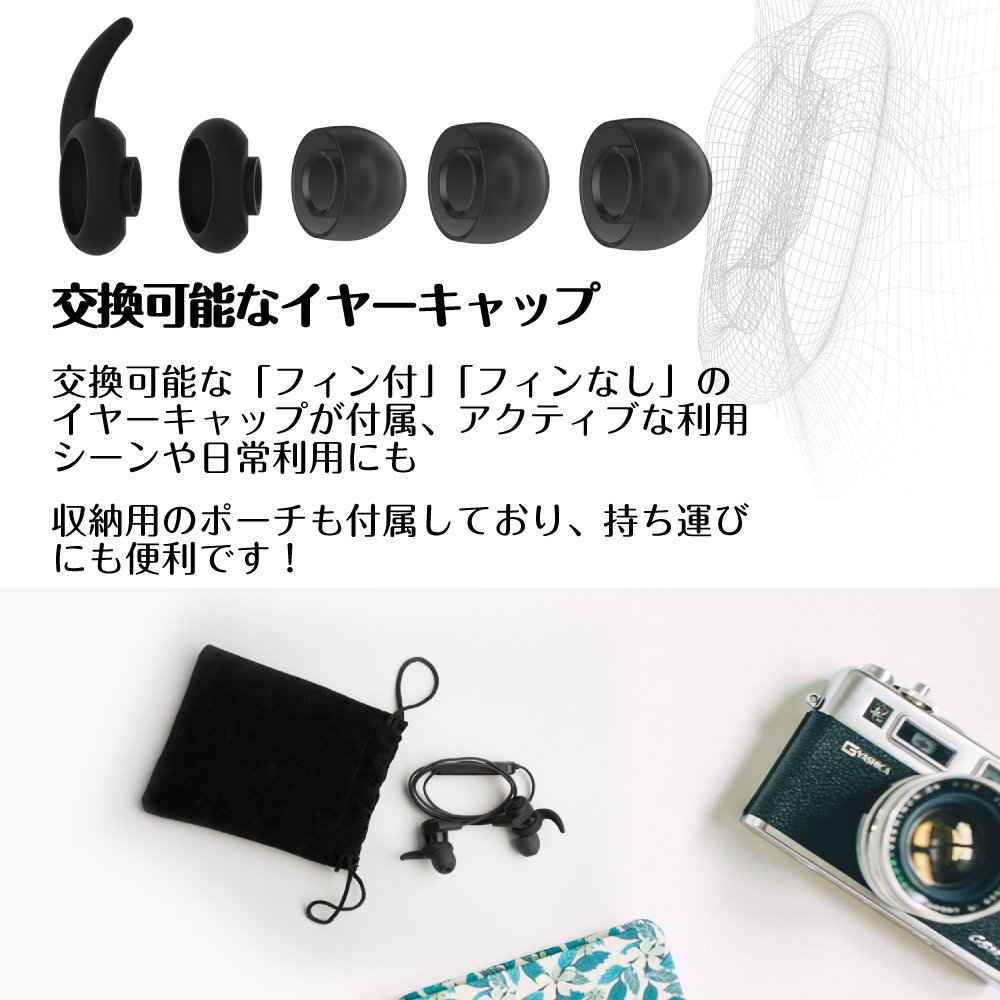 交換可能なイヤーキャップ
交換可能な「フィン付」「フィンなし」の
イヤーキャップが付属、アクティブな利用
シーンや日常利用にも
収納用のポーチも付属しており、持ち運び
にも便利です！
YASHICA